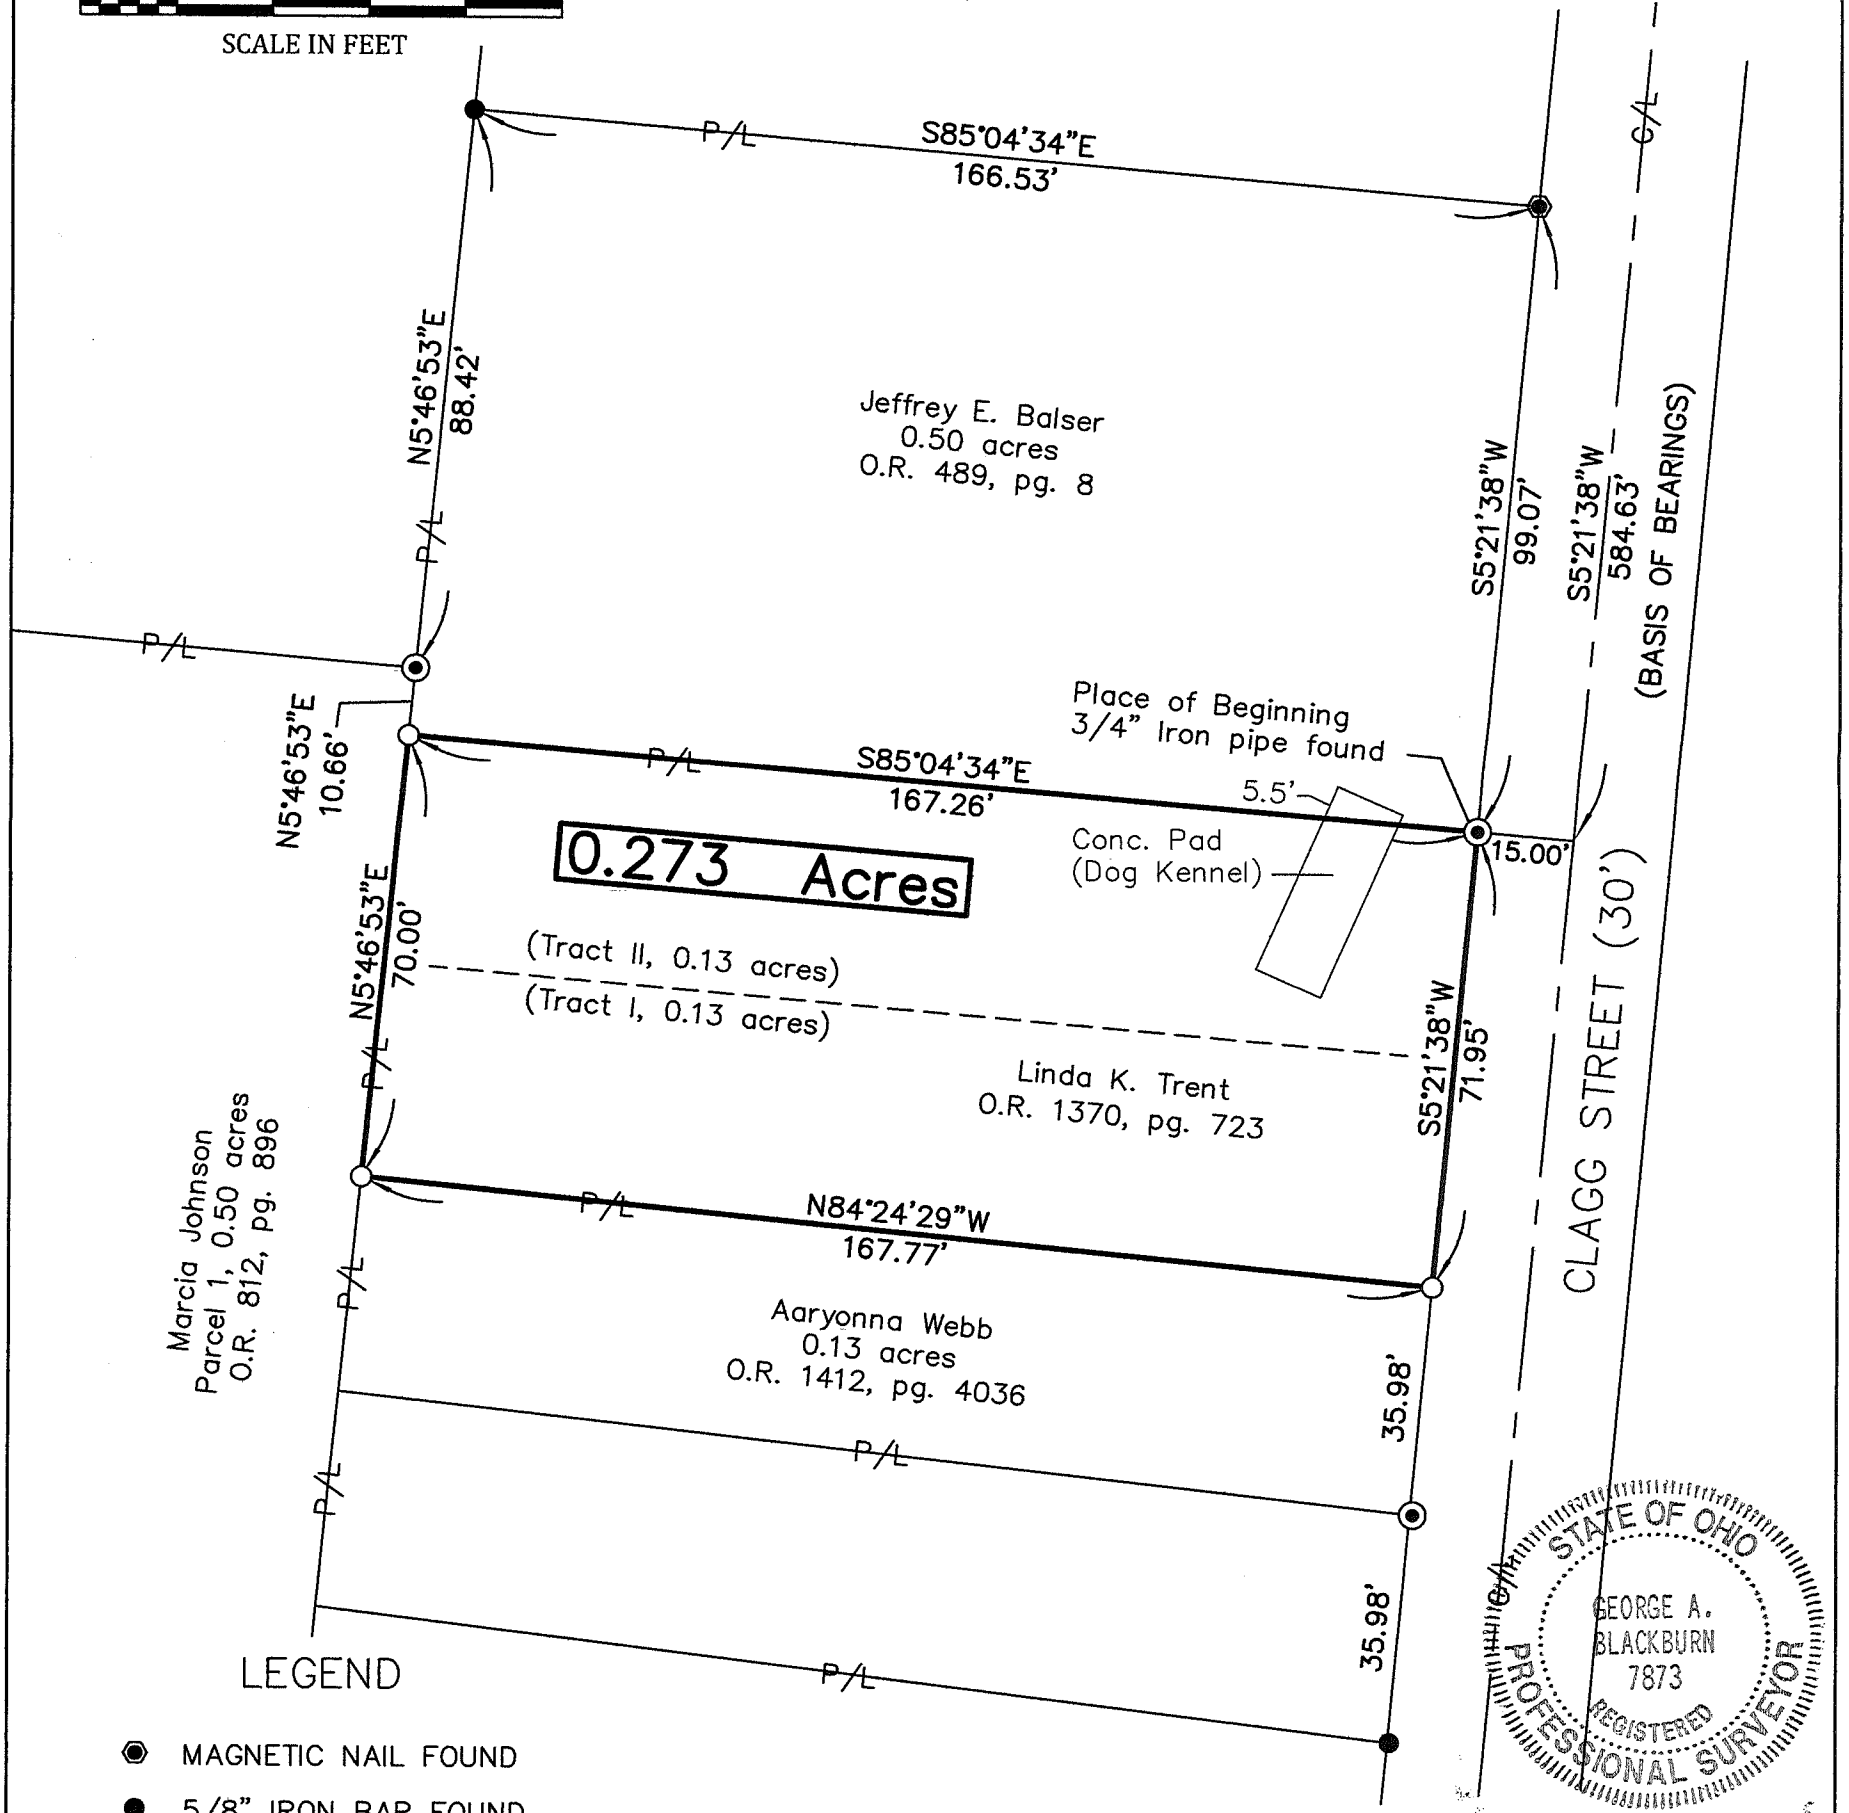 SCALE IN FEET
C/L
P/L
S85°04'34"E
166.53'
N5°46'53"E
88.42'
Jeffrey E. Balser
0.50 acres
O.R. 489, pg. 8
S5°21'38"W
99.07'
S5°21'38"W
584.63'
(BASIS OF BEARINGS)
P/L
P/L
N5°46'53"E
10.66'
Place of Beginning
3/4" Iron pipe found
P/L
S85°04'34"E
167.26'
5.5'
Conc. Pad
(Dog Kennel)
15.00'
0.273 Acres
N5°46'53"E
70.00'
(Tract II, 0.13 acres)
(Tract I, 0.13 acres)
S5°21'38"W
71.95'
CLAGG STREET (30')
P/L
Linda K. Trent
O.R. 1370, pg. 723
Marcia Johnson
Parcel 1, 0.50 acres
O.R. 812, pg. 896
P/L
N84°24'29"W
167.77'
P/L
Aaryonna Webb
0.13 acres
O.R. 1412, pg. 4036
35.98'
P/L
P/L
C/L
35.98'
P/L
STATE OF OHIO
GEORGE A.
BLACKBURN
7873
REGISTERED
PROFESSIONAL SURVEYOR
LEGEND
MAGNETIC NAIL FOUND
5/8" IRON BAR FOUND